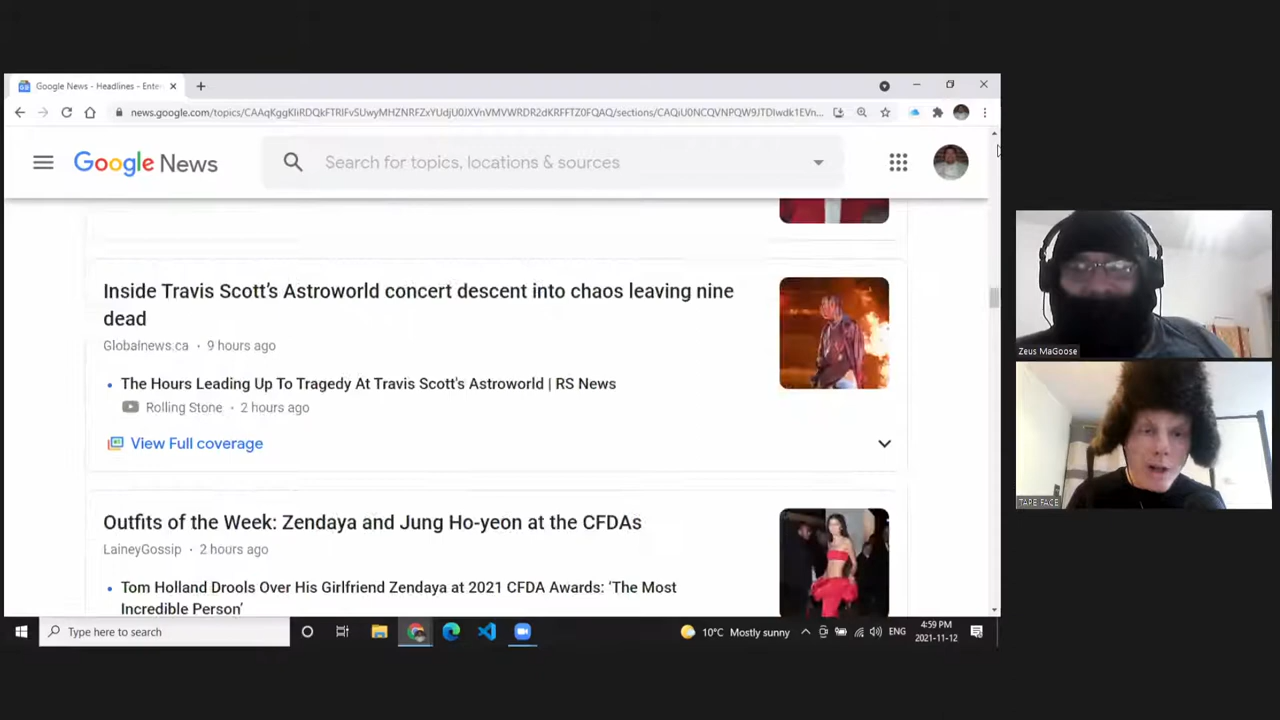 Google News - Headlines - Enter
news.google.com/topics/
Google News
Search for topics, locations & sources
Inside Travis Scott's Astroworld concert descent into chaos leaving nine
dead
Globalnews.ca • 9 hours ago
• The Hours Leading Up To Tragedy At Travis Scott's Astroworld | RS News
Rolling Stone • 2 hours ago
View Full coverage
Outfits of the Week: Zendaya and Jung Ho-yeon at the CFDAs
LaineyGossip • 2 hours ago
• Tom Holland Drools Over His Girlfriend Zendaya at 2021 CFDA Awards: 'The Most
Incredible Person'
Type here to search
10°C Mostly sunny
ENG
4:59 PM
2021-11-12
Zeus MaGoose
TAPE FACE